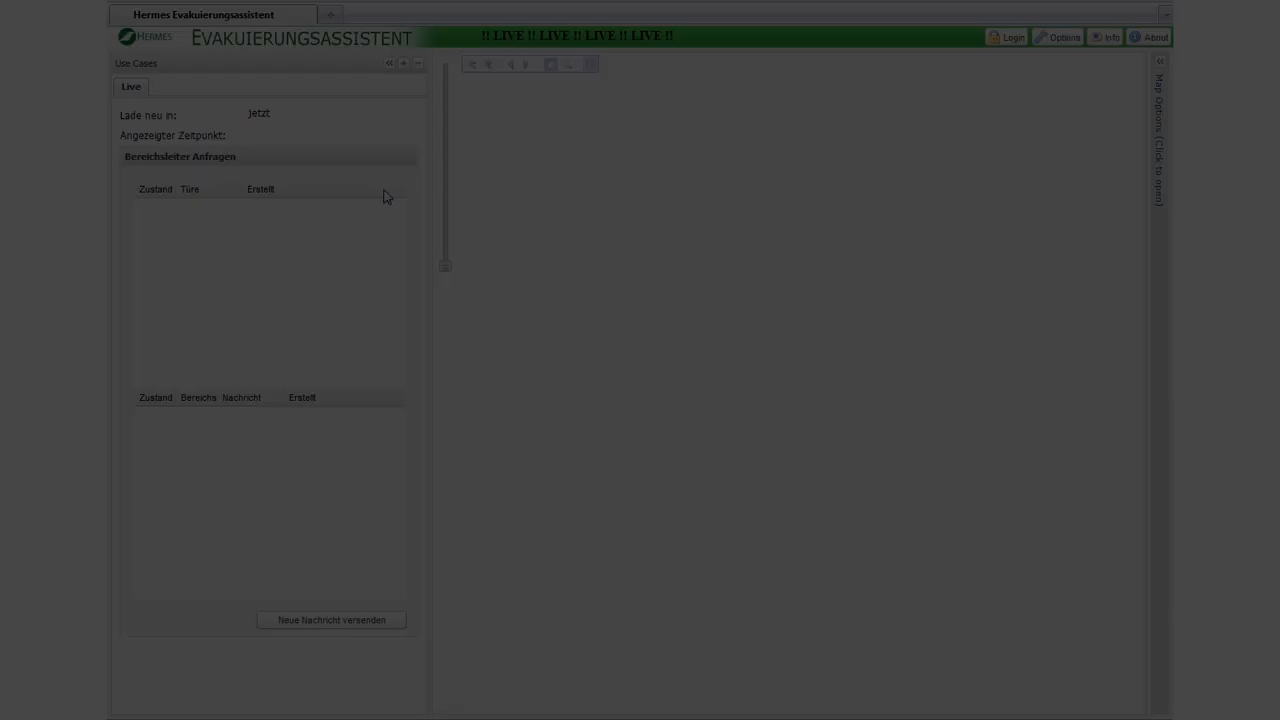 Hermes Evakuierungsassistent
HERMES EVAKUIERUNGSASSISTENT !! LIVE !! LIVE !! LIVE !! LIVE !! Login Options Info About
Use Cases
Live
Lade neu in: jetzt
Angezeigter Zeitpunkt:
Bereichsleiter Anfragen
Zustand Türe Erstellt
Zustand Bereichs Nachricht Erstellt
Neue Nachricht versenden
Map Options (Click to open)